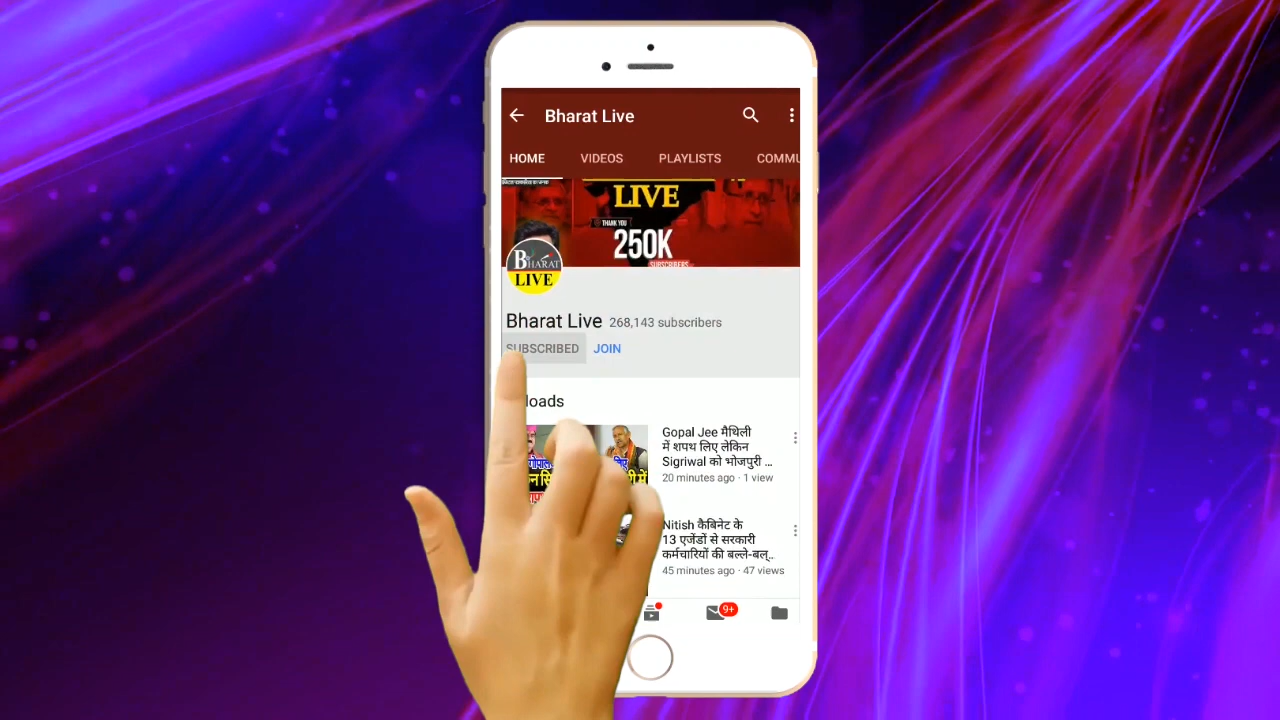 Bharat Live
HOME VIDEOS PLAYLISTS COMMU
LIVE
THANK YOU
250K
SUBSCRIBERS
BHARAT
LIVE
Bharat Live 268,143 subscribers
SUBSCRIBED JOIN
loads
Gopal Jee मैथिली
में शपथ लिए लेकिन
Sigriwal को भोजपुरी ...
20 minutes ago · 1 view
Nitish कैबिनेट के
13 एजेंडों से सरकारी
कर्मचारियों की बल्ले-बल्..
45 minutes ago · 47 views
9+